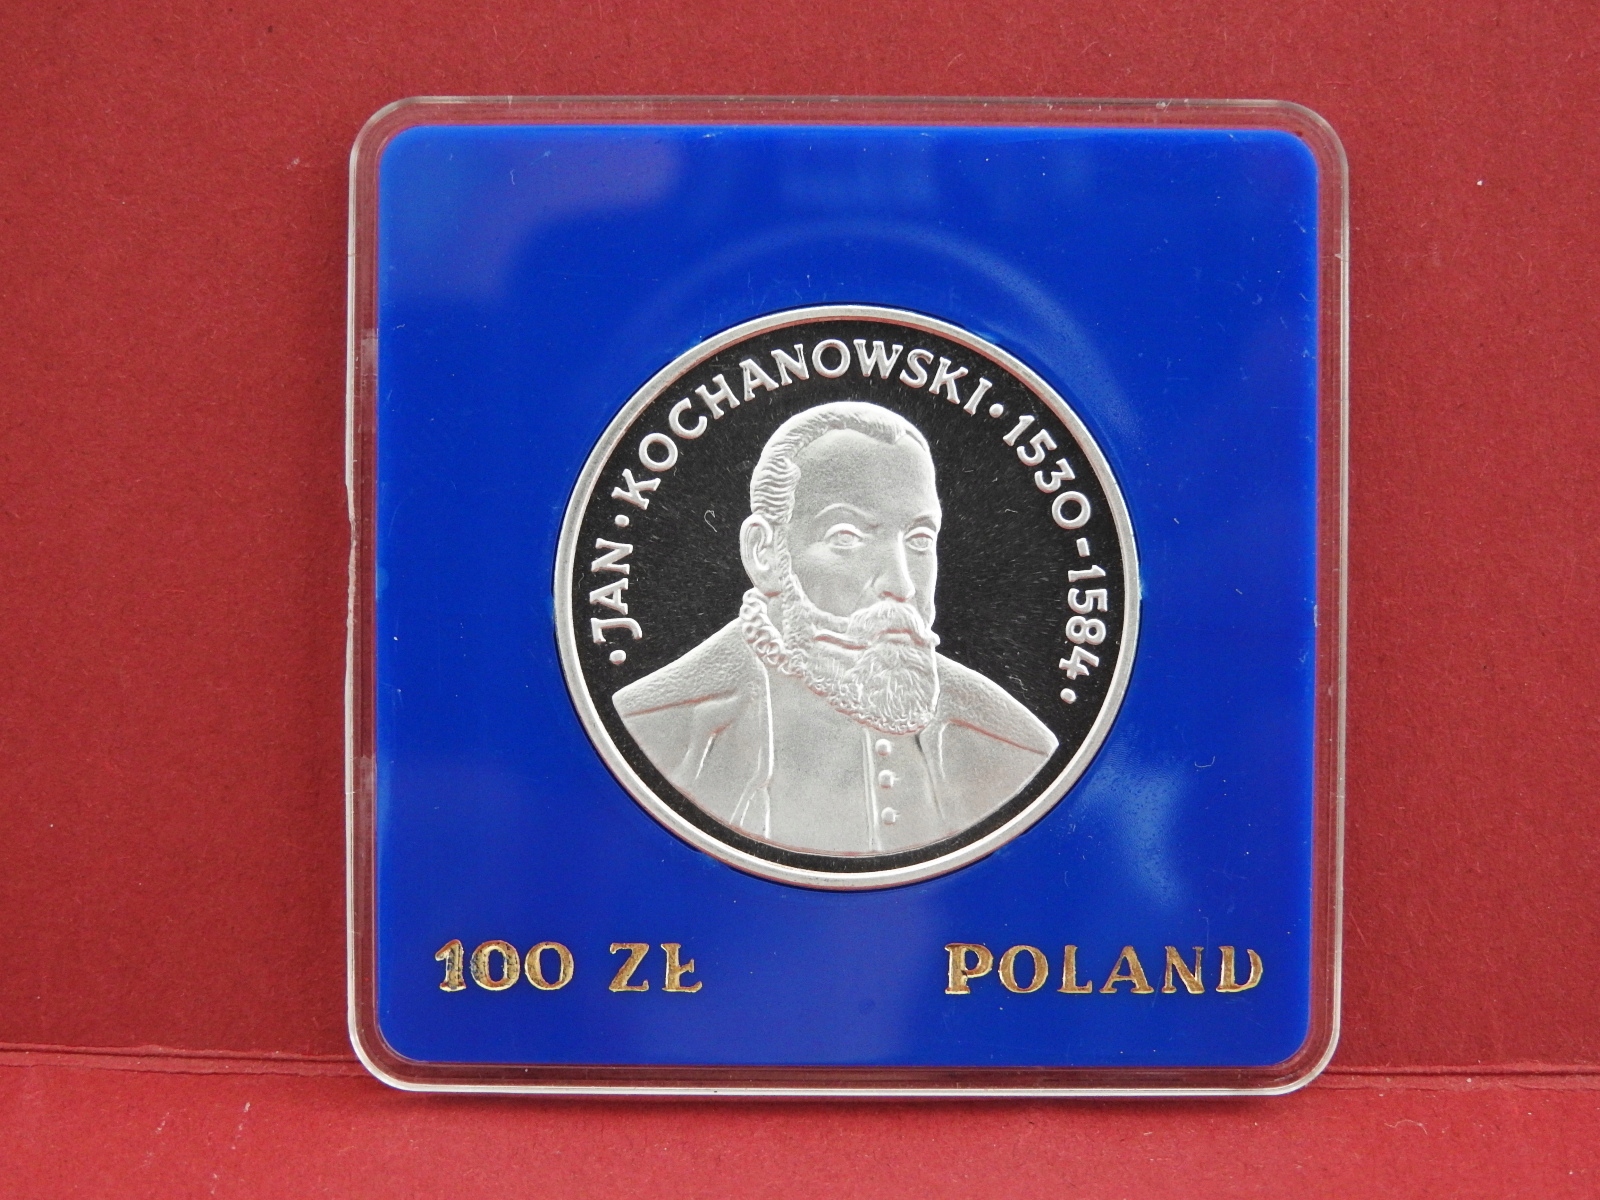 ·JAN·KOCHANOWSKI·1530-1584·
100 ZŁ
POLAND